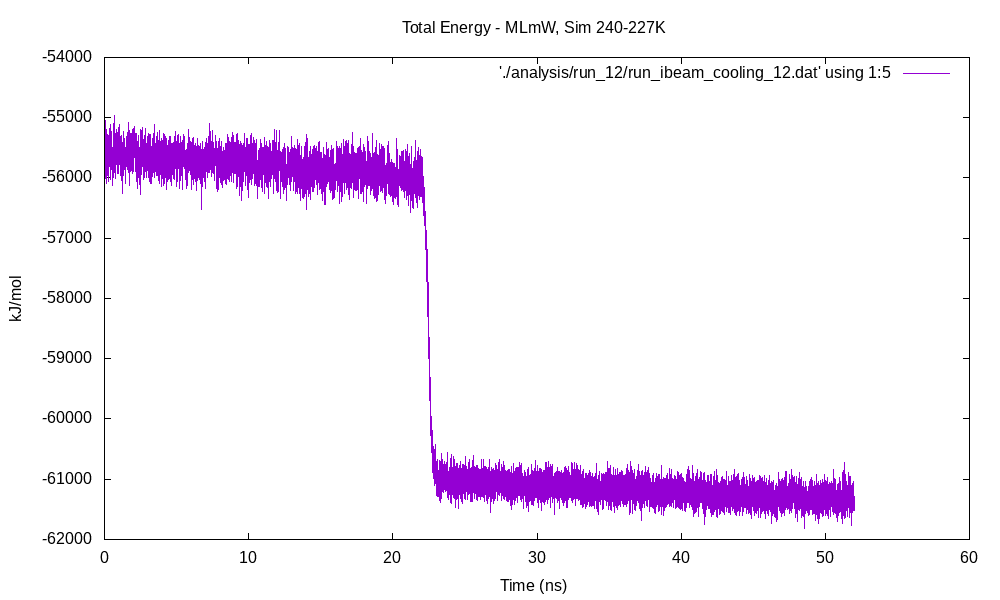 Total Energy - MLmW, Sim 240-227K
'./analysis/run_12/run_ibeam_cooling_12.dat' using 1:5
-54000
-55000
-56000
-57000
-58000
-59000
-60000
-61000
-62000
kJ/mol
0 10 20 30 40 50 60
Time (ns)